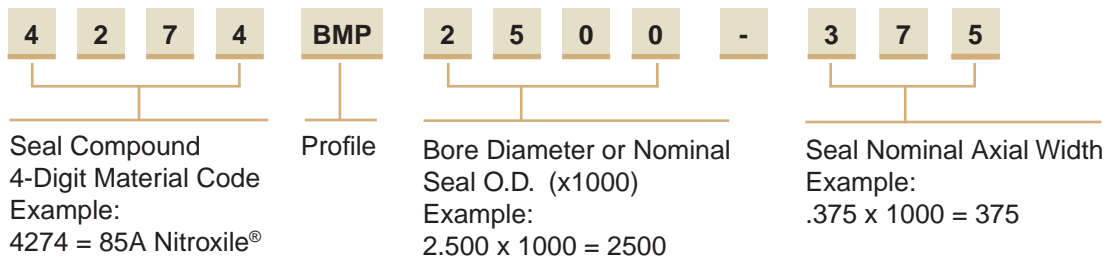 4 2 7 4 BMP 2 5 0 0 - 3 7 5
Seal Compound
4-Digit Material Code
Example:
4274 = 85A Nitroxile®
Profile
Bore Diameter or Nominal
Seal O.D. (x1000)
Example:
2.500 x 1000 = 2500
Seal Nominal Axial Width
Example:
.375 x 1000 = 375